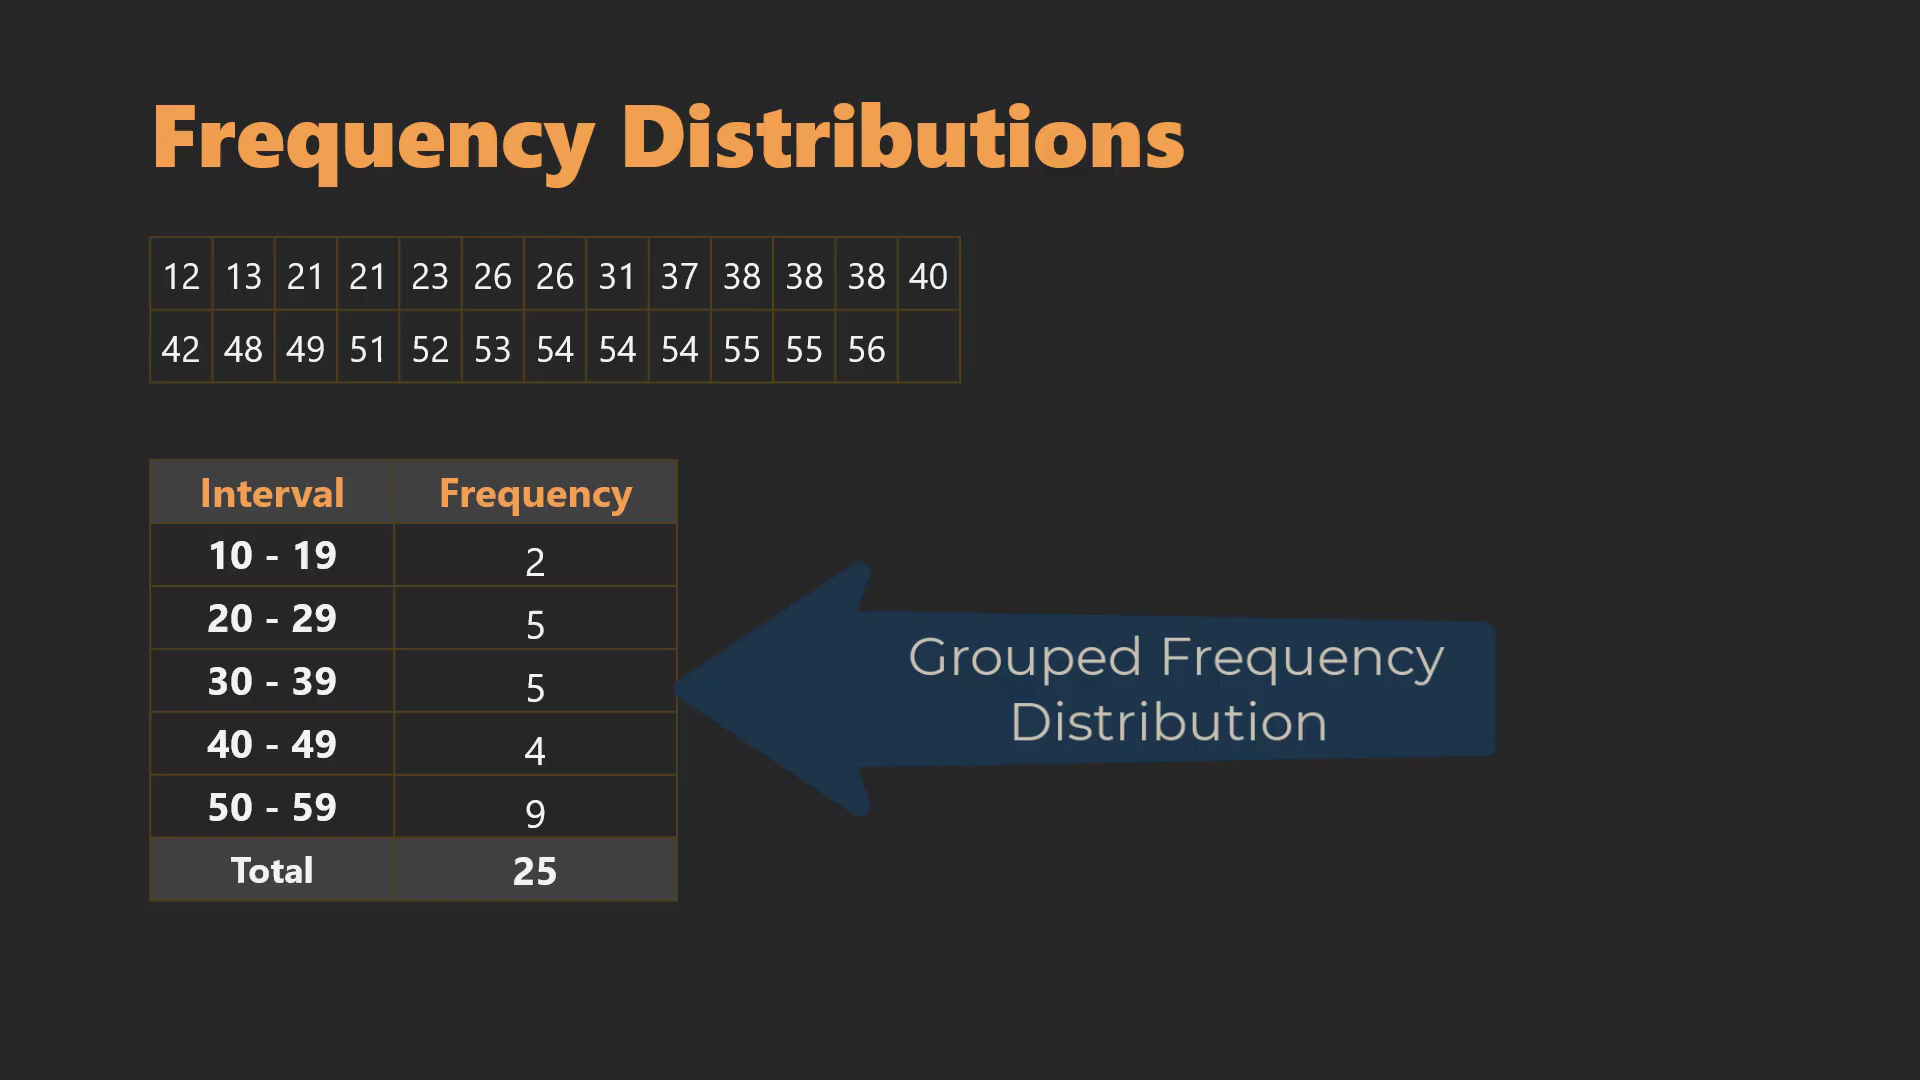 Frequency Distributions
12 13 21 21 23 26 26 31 37 38 38 38 40
42 48 49 51 52 53 54 54 54 55 55 56
Interval Frequency
10 - 19 2
20 - 29 5
30 - 39 5
40 - 49 4
50 - 59 9
Total 25
Grouped Frequency
Distribution